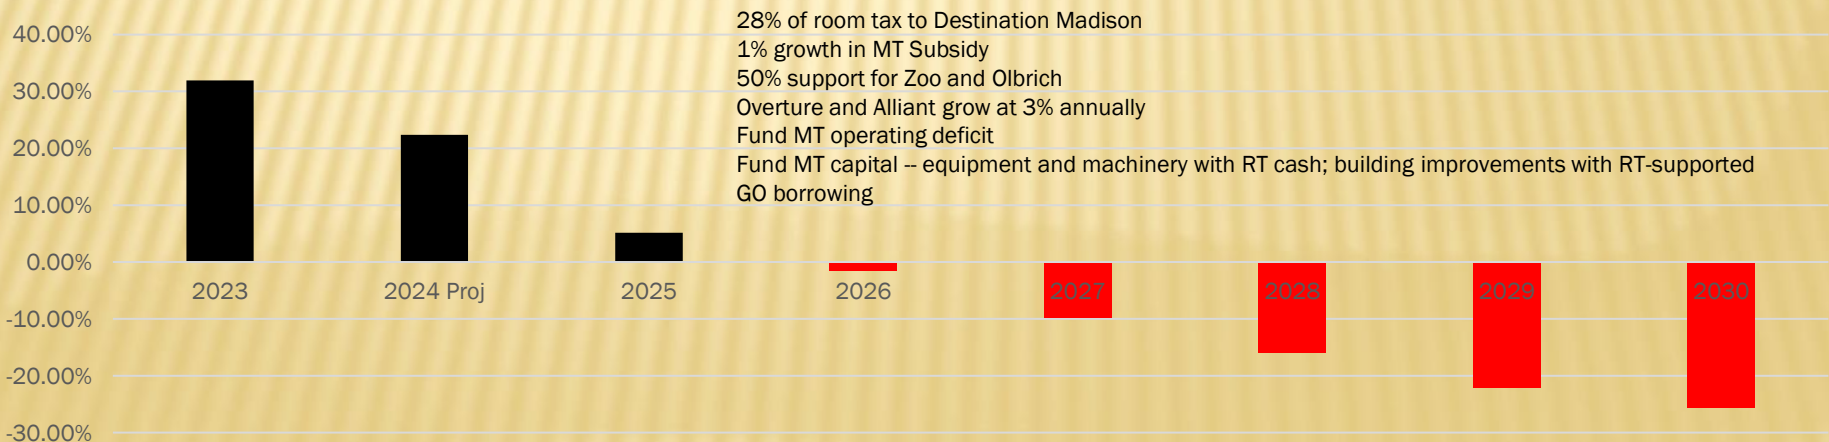 28% of room tax to Destination Madison
40.00%
1% growth in MT Subsidy
50% support for Zoo and Olbrich
30.00%
Overture and Alliant grow at 3% annually
Fund MT operating deficit
20.00%
Fund MT capital -- equipment and machinery with RT cash; building improvements with RT-supported
GO borrowing
10.00%
0.00%
2023 2024 Proj 2025 2026 2027 2028 2029 2030
-10.00%
-20.00%
-30.00%